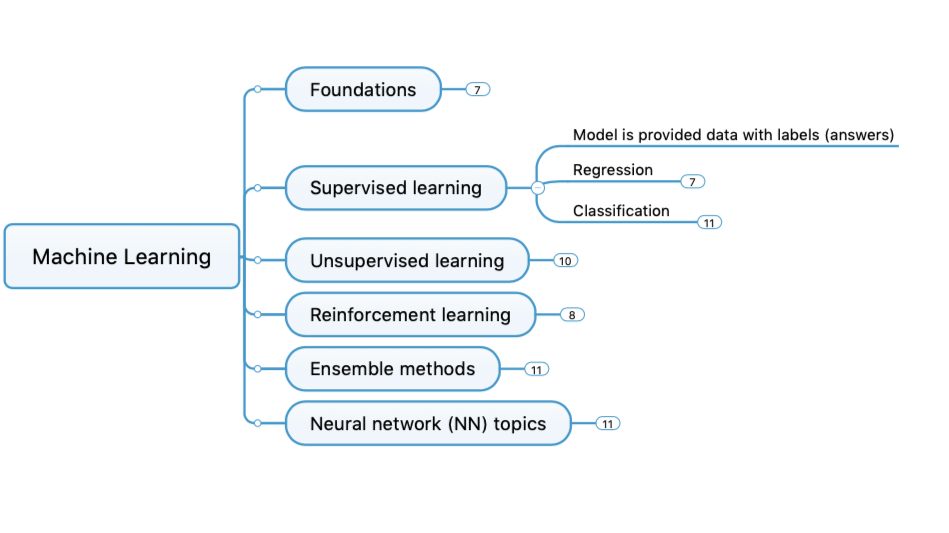 Machine Learning
Foundations
7
Supervised learning
Model is provided data with labels (answers)
Regression
7
Classification
11
Unsupervised learning
10
Reinforcement learning
8
Ensemble methods
11
Neural network (NN) topics
11